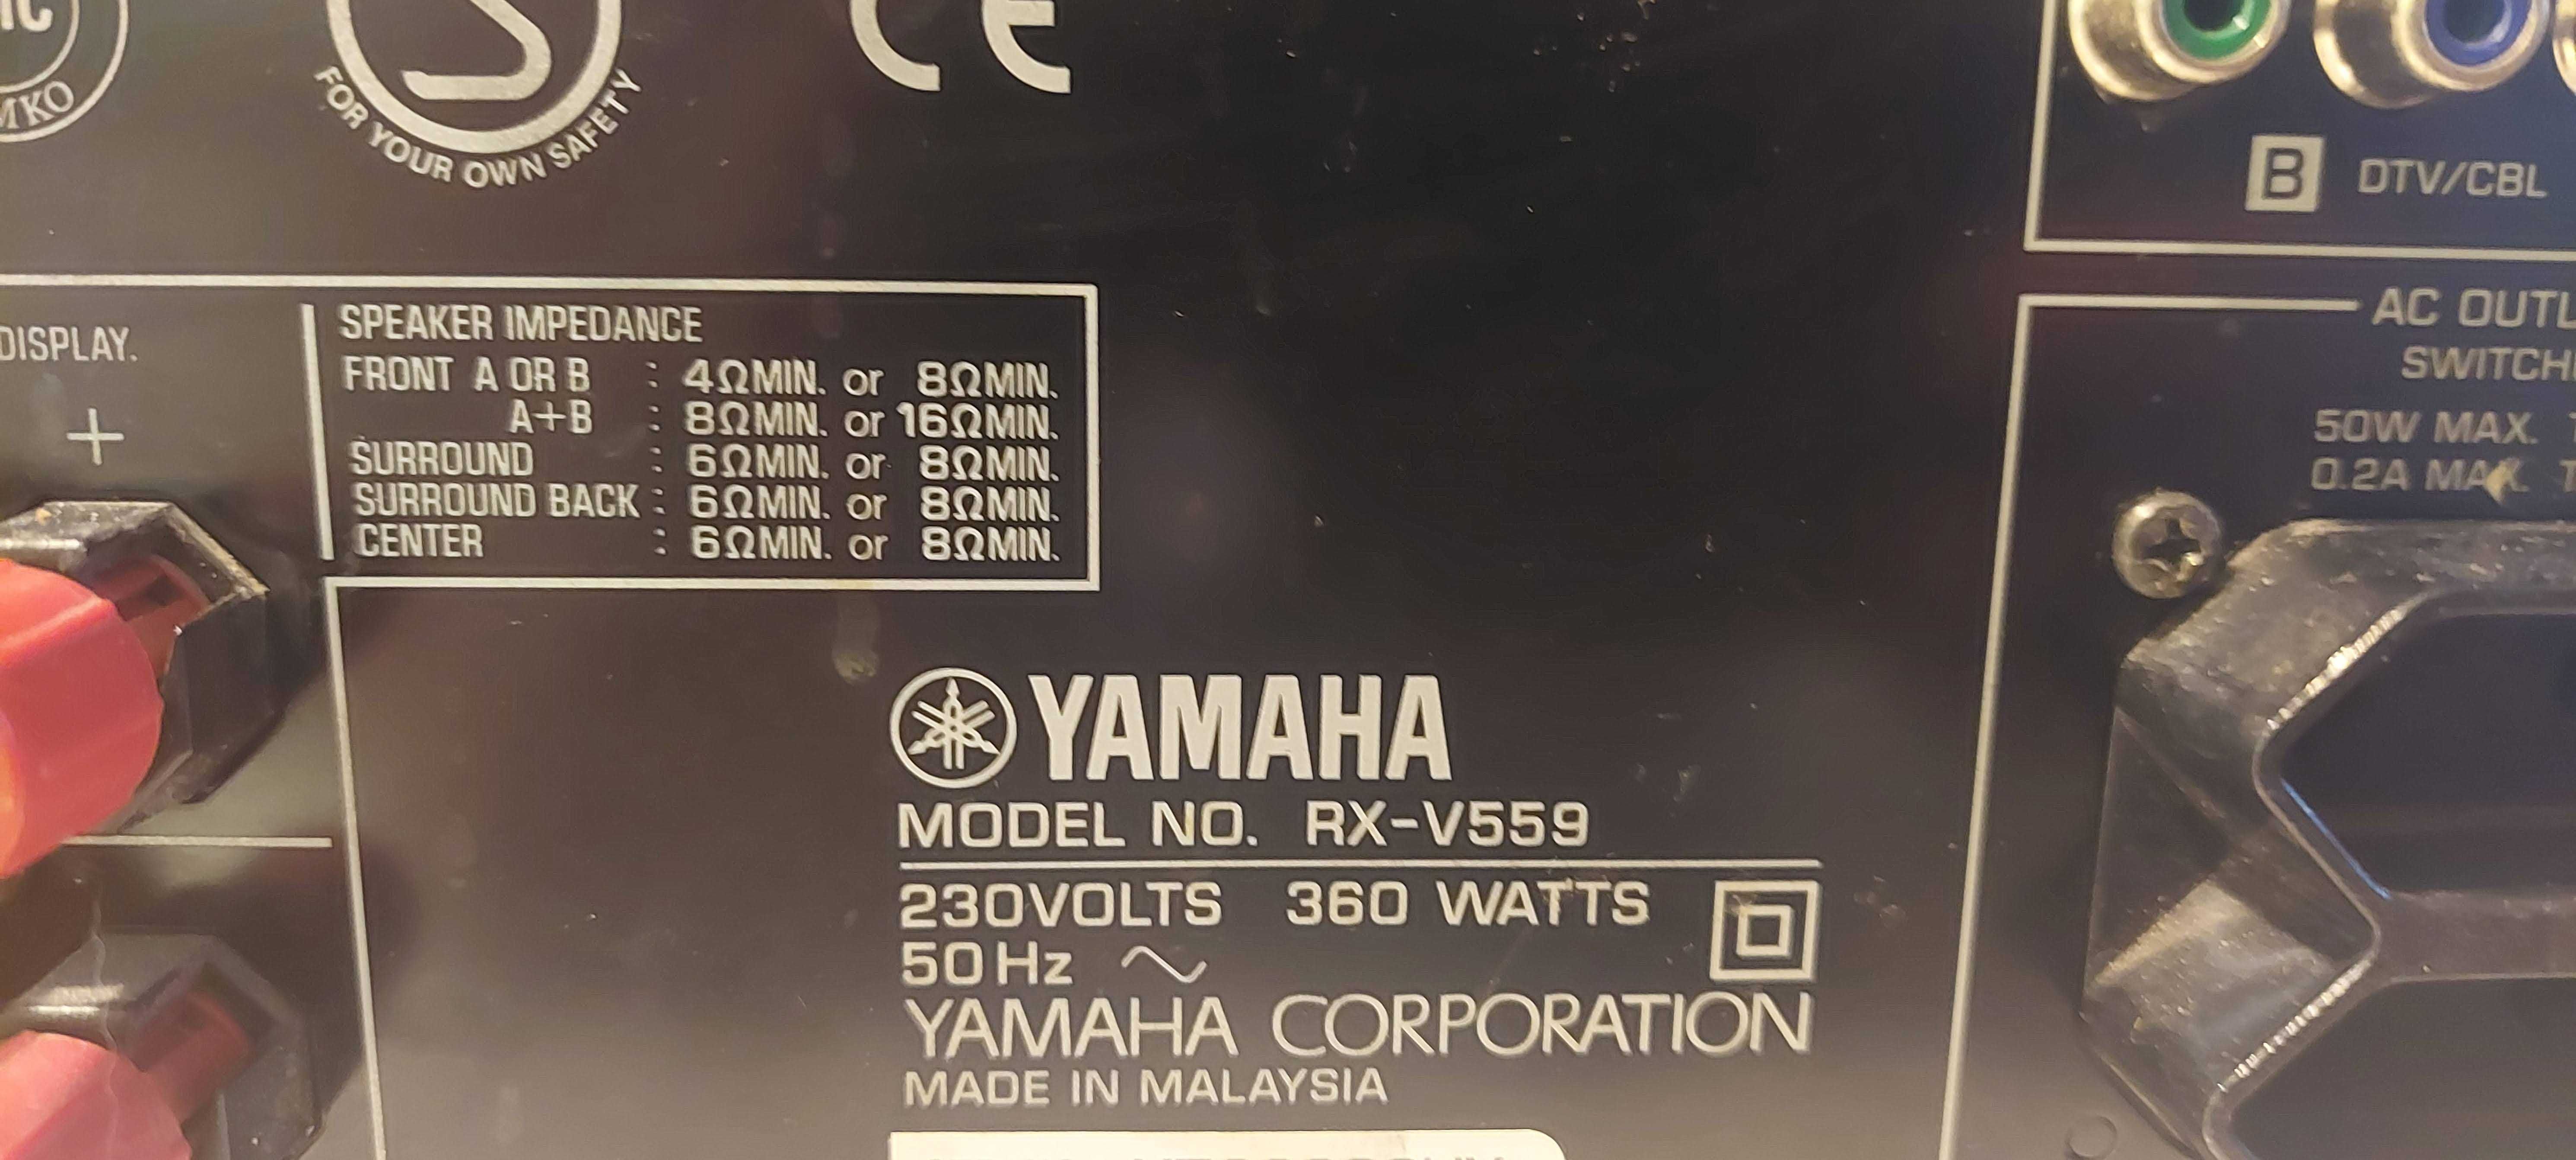 FOR YOUR OWN SAFETY
CE
B DTV/CBL
DISPLAY.
+
SPEAKER IMPEDANCE
FRONT A OR B : 4ΩMIN. or 8ΩMIN.
A+B : 8ΩMIN. or 16ΩMIN.
SURROUND : 6ΩMIN. or 8ΩMIN.
SURROUND BACK : 6ΩMIN. or 8ΩMIN.
CENTER : 6ΩMIN. or 8ΩMIN.
AC
50W MAX.
0.2A MAX.
YAMAHA
MODEL NO. RX-V559
230VOLTS 360 WATTS
50Hz ~
YAMAHA CORPORATION
MADE IN MALAYSIA